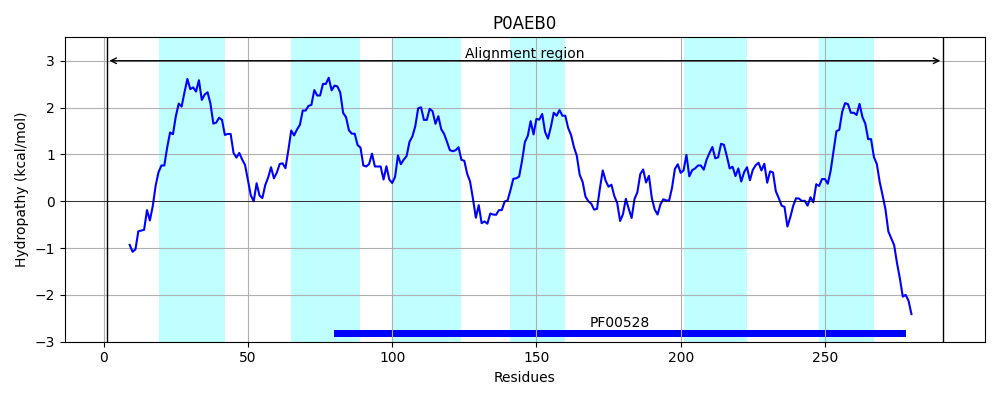 P0AEB0
Alignment region
Hydropathy (kcal/mol)
3
2
1
0
−1
−2
−3
PF00528
0 50 100 150 200 250
Residues